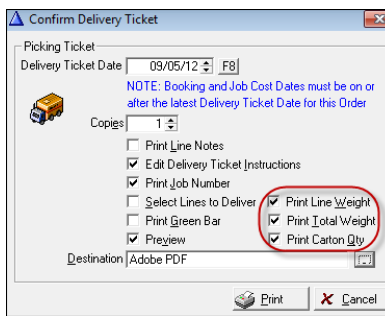 Confirm Delivery Ticket
Picking Ticket
Delivery Ticket Date 09/05/12 F8
NOTE: Booking and Job Cost Dates must be on or
after the latest Delivery Ticket Date for this Order
Copies 1
Print Line Notes
Edit Delivery Ticket Instructions
Print Job Number
Select Lines to Deliver Print Line Weight
Print Green Bar Print Total Weight
Preview Print Carton Qty
Destination Adobe PDF ...
Print Cancel